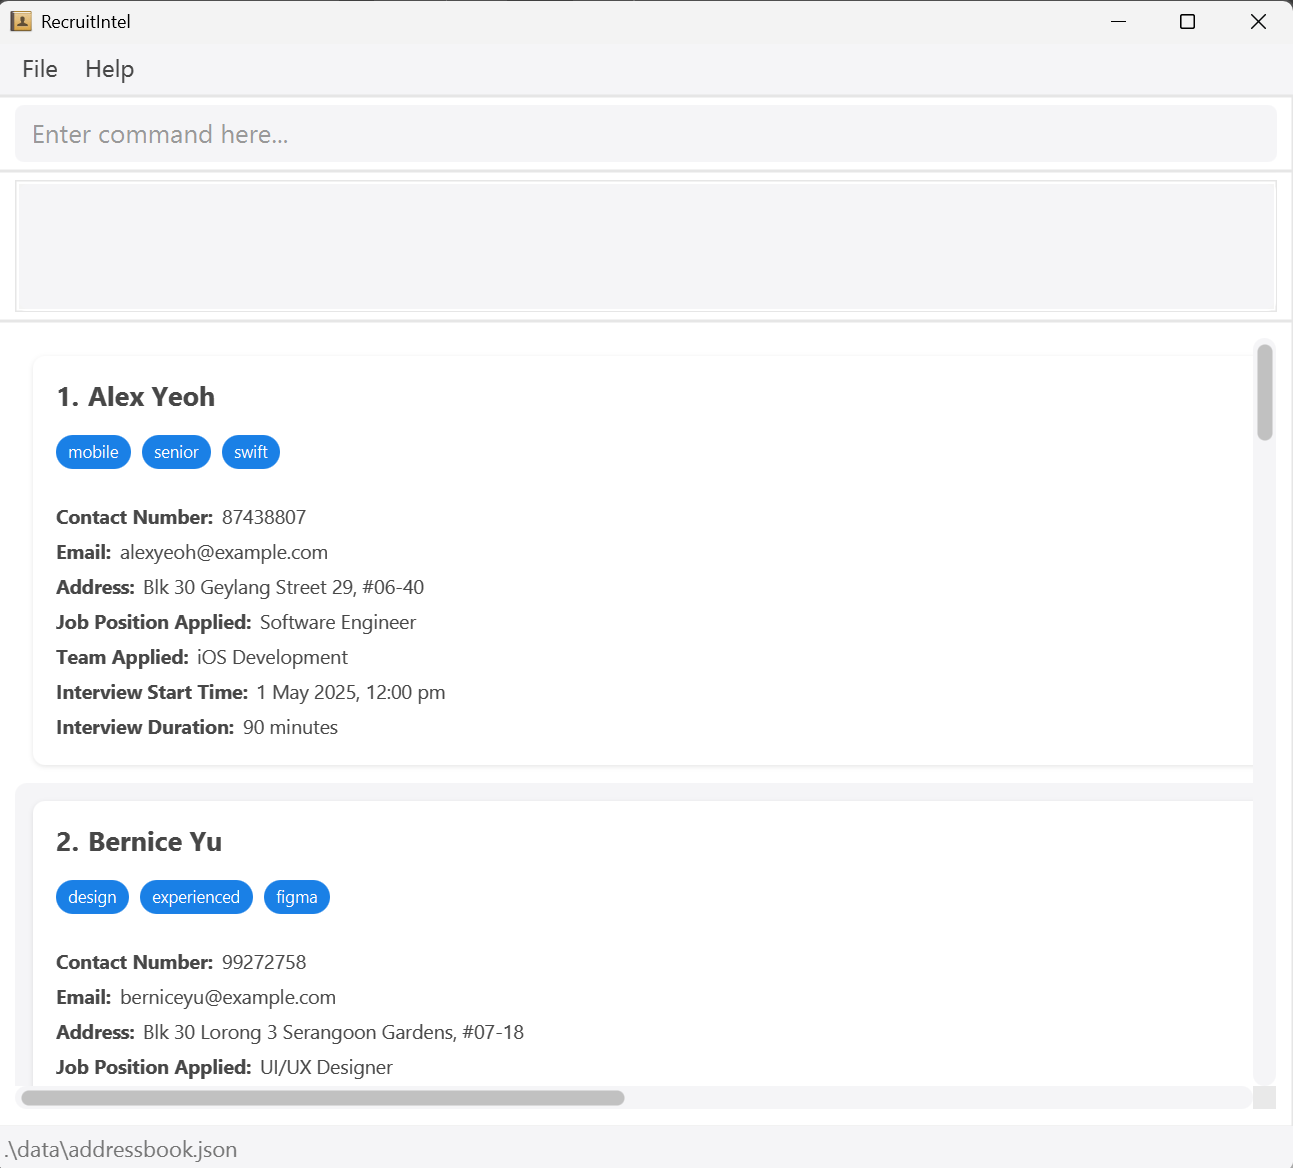 RecruitIntel
File Help
Enter command here...
1. Alex Yeoh
mobile senior swift
Contact Number: 87438807
Email: alexyeoh@example.com
Address: Blk 30 Geylang Street 29, #06-40
Job Position Applied: Software Engineer
Team Applied: iOS Development
Interview Start Time: 1 May 2025, 12:00 pm
Interview Duration: 90 minutes
2. Bernice Yu
design experienced figma
Contact Number: 99272758
Email: berniceyu@example.com
Address: Blk 30 Lorong 3 Serangoon Gardens, #07-18
Job Position Applied: UI/UX Designer
.\data\addressbook.json